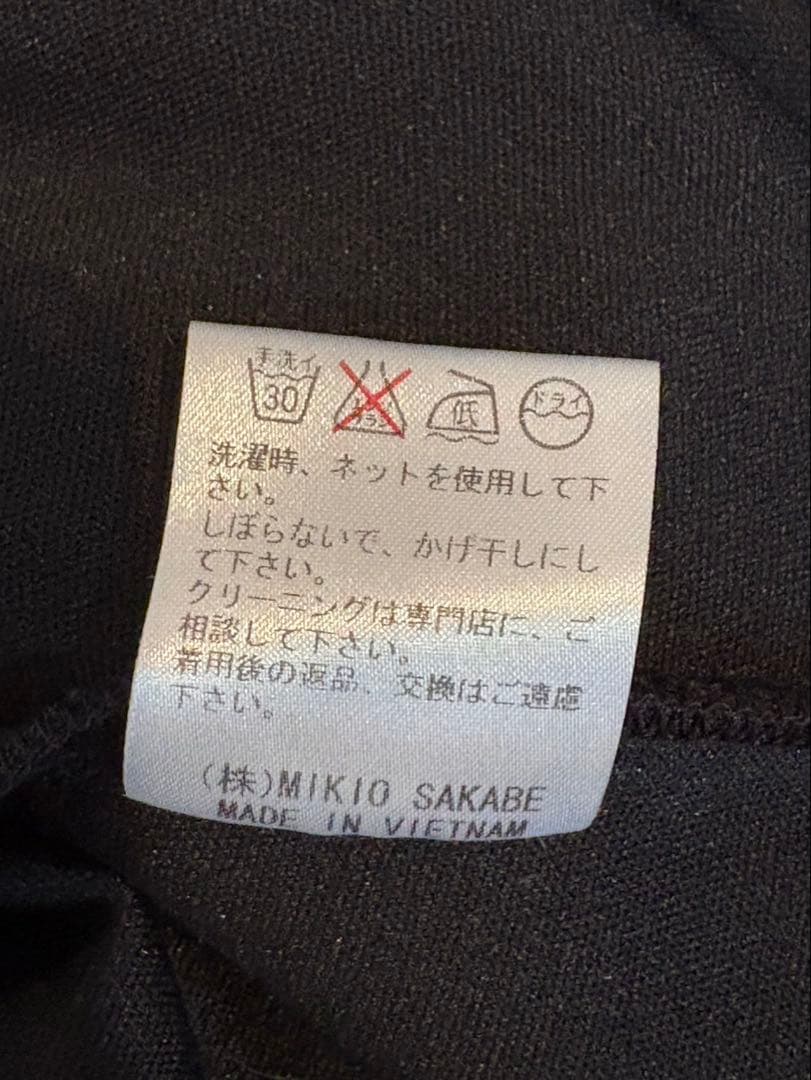 手洗イ
30
低
ドライ
洗濯時、ネットを使用して下
さい。
しぼらないで、かげ干しにし
て下さい。
クリーニングは専門店に、ご
相談して下さい。
着用後の返品、交換はご遠慮
下さい。
(株)MIKIO SAKABE
MADE IN VIETNAM